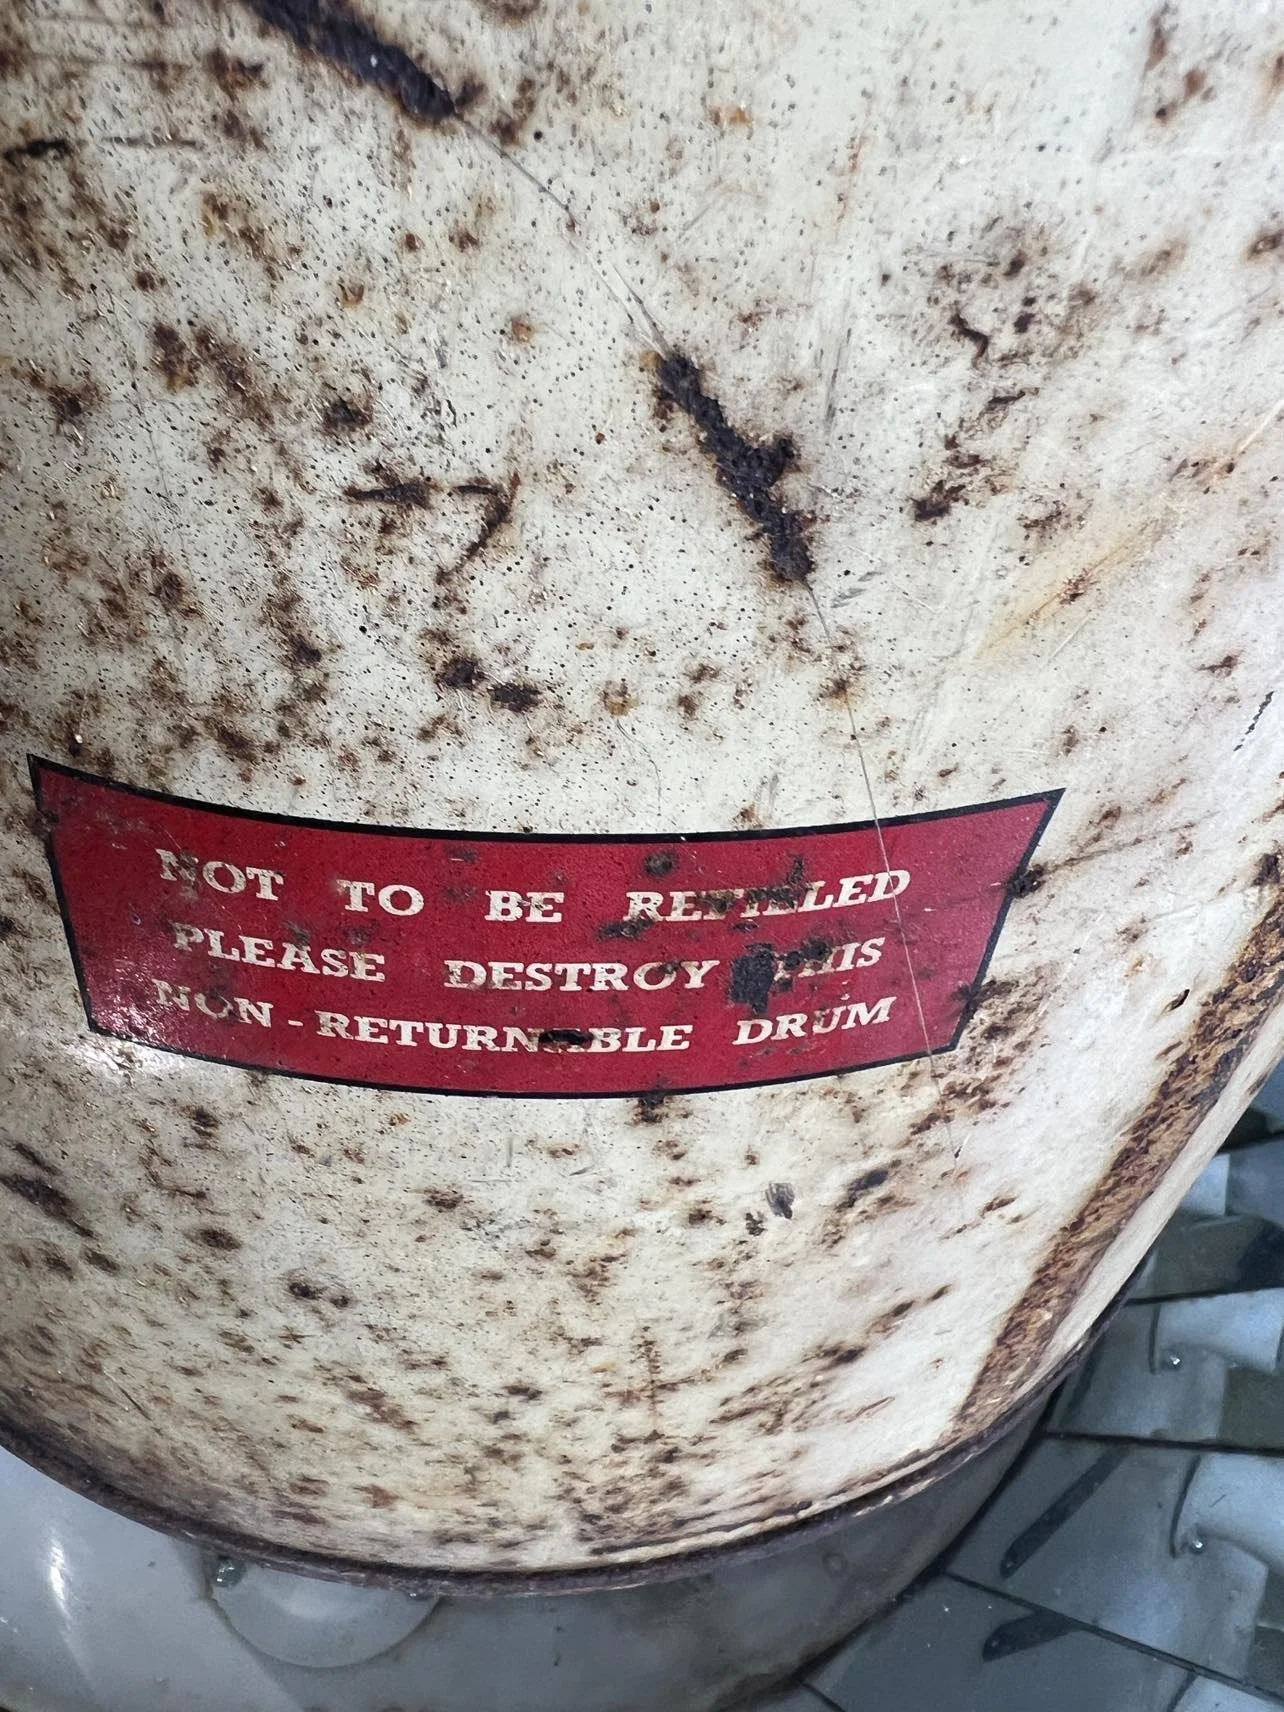 NOT TO BE REFILLED
PLEASE DESTROY THIS
NON - RETURNABLE DRUM